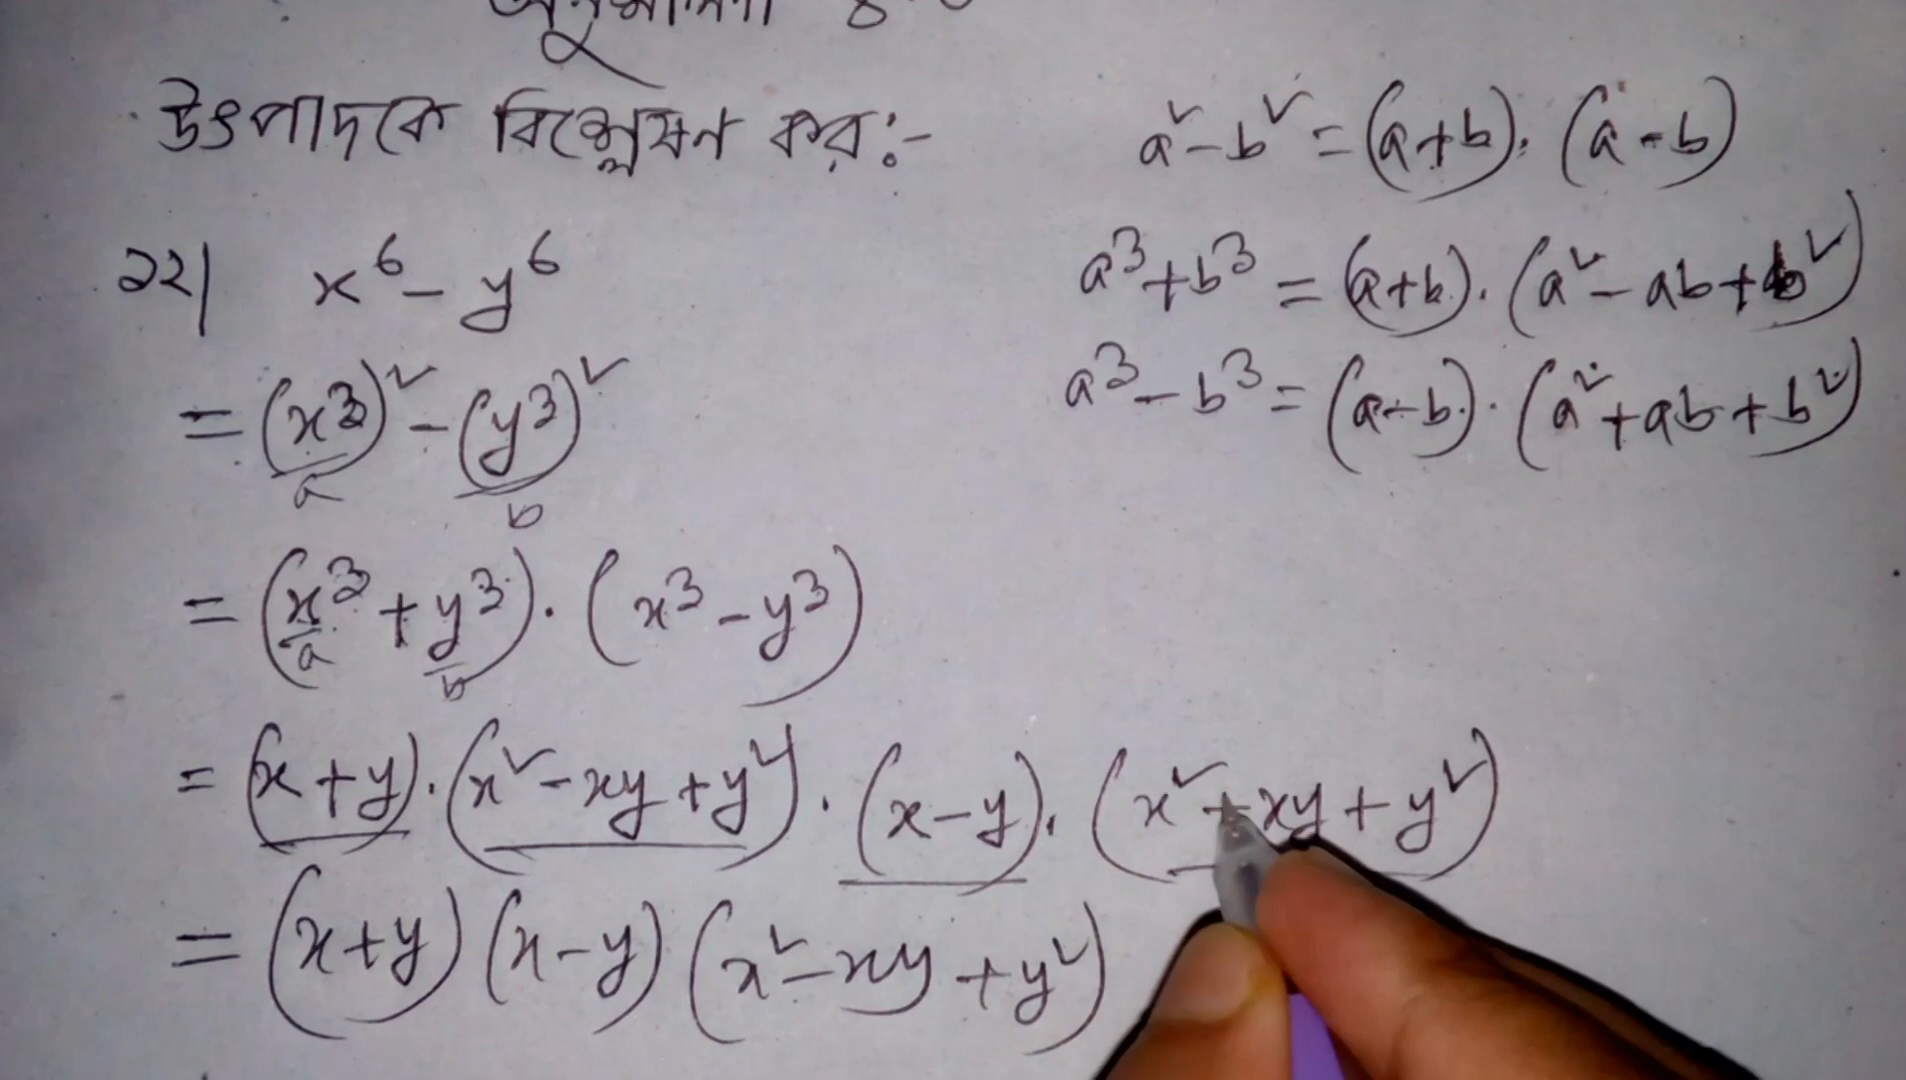 উৎপাদকে বিশ্লেষণ কর:-
a² - b² = (a+b). (a-b)
২২| x⁶ - y⁶
a³+b³ = (a+b). (a² - ab + b²)
= (x³)² - (y³)²
a³ - b³ = (a-b). (a² + ab + b²)
a b
= (x³ + y³). (x³ - y³)
a b
= (x+y). (x² - xy + y²). (x-y). (x² + xy + y²)
= (x+y) (x-y) (x² - xy + y²)